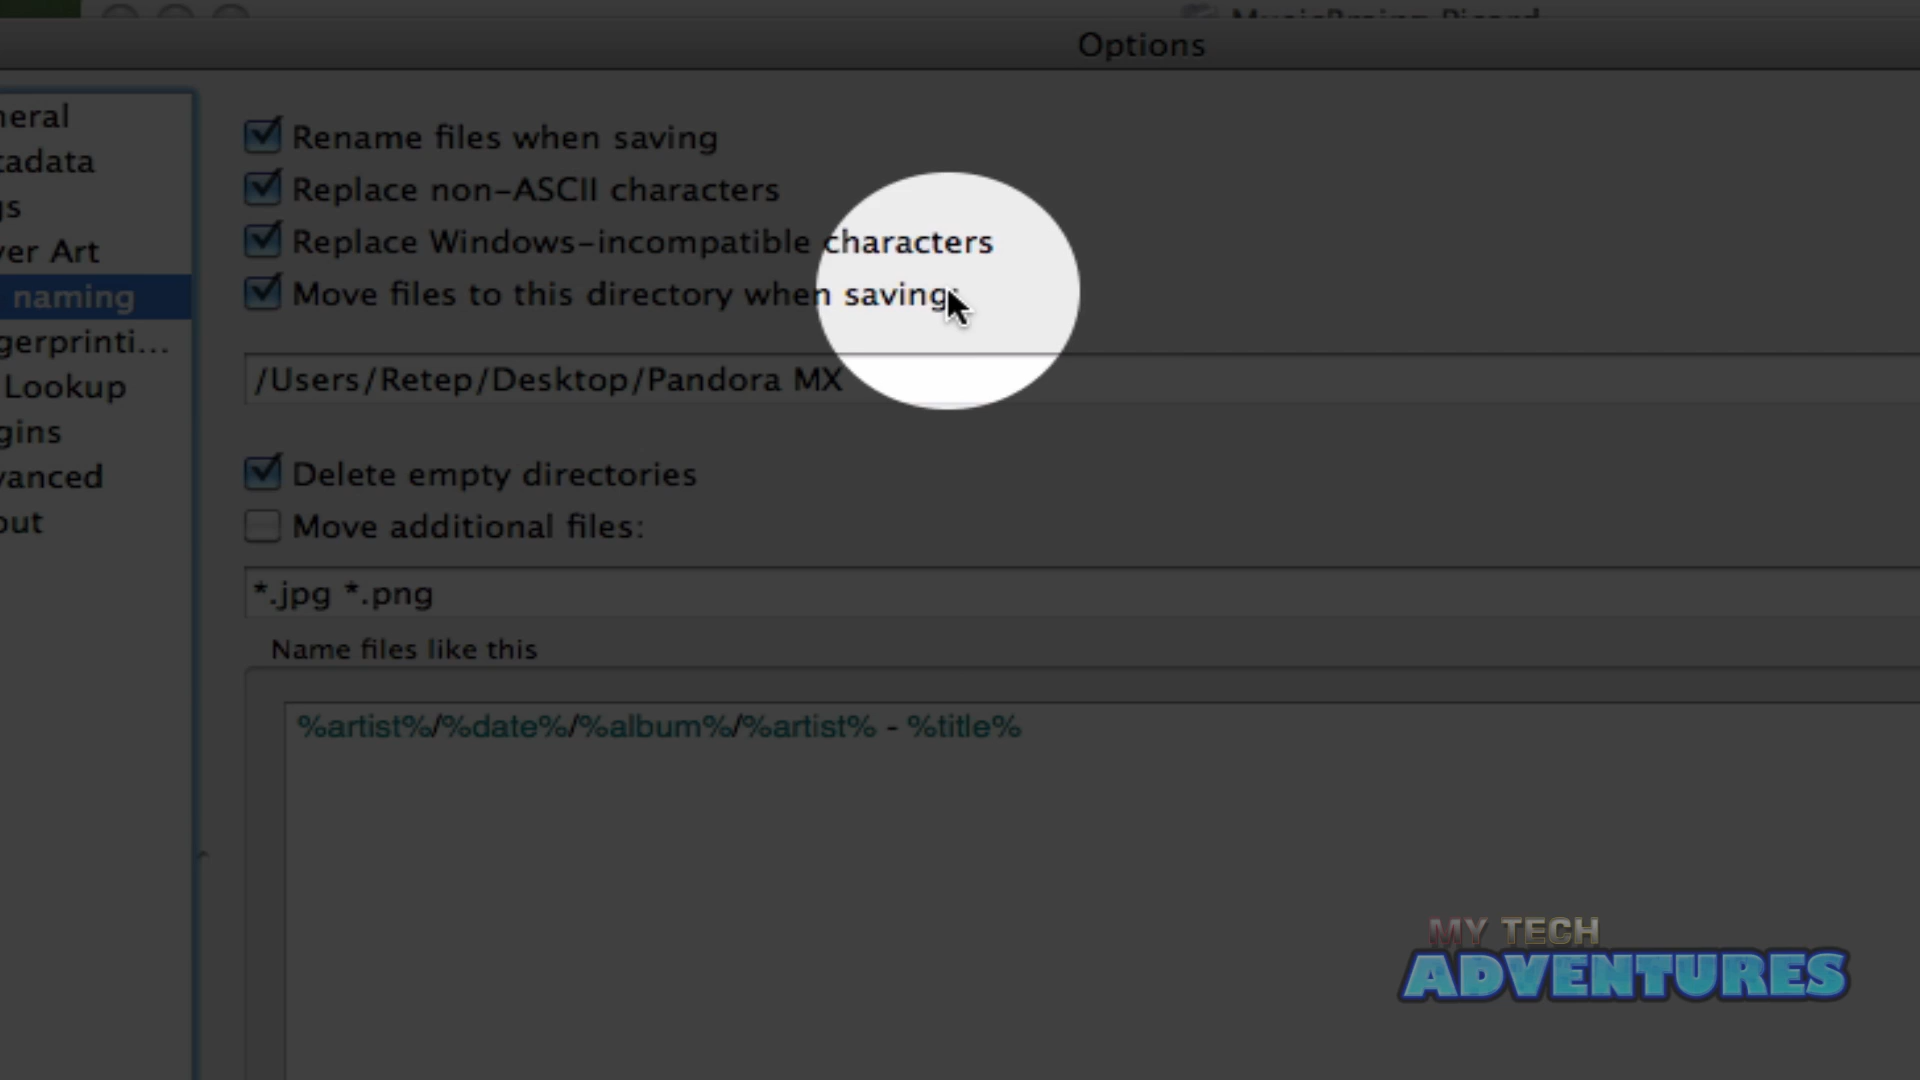 MusicBrainz Picard
Options
neral
tadata
gs
ver Art
naming
gerprinti...
Lookup
gins
vanced
out
Rename files when saving
Replace non-ASCII characters
Replace Windows-incompatible characters
Move files to this directory when saving:
/Users/Retep/Desktop/Pandora MX
Delete empty directories
Move additional files:
*.jpg *.png
Name files like this
%artist%/%date%/%album%/%artist% - %title%
MY TECH
ADVENTURES